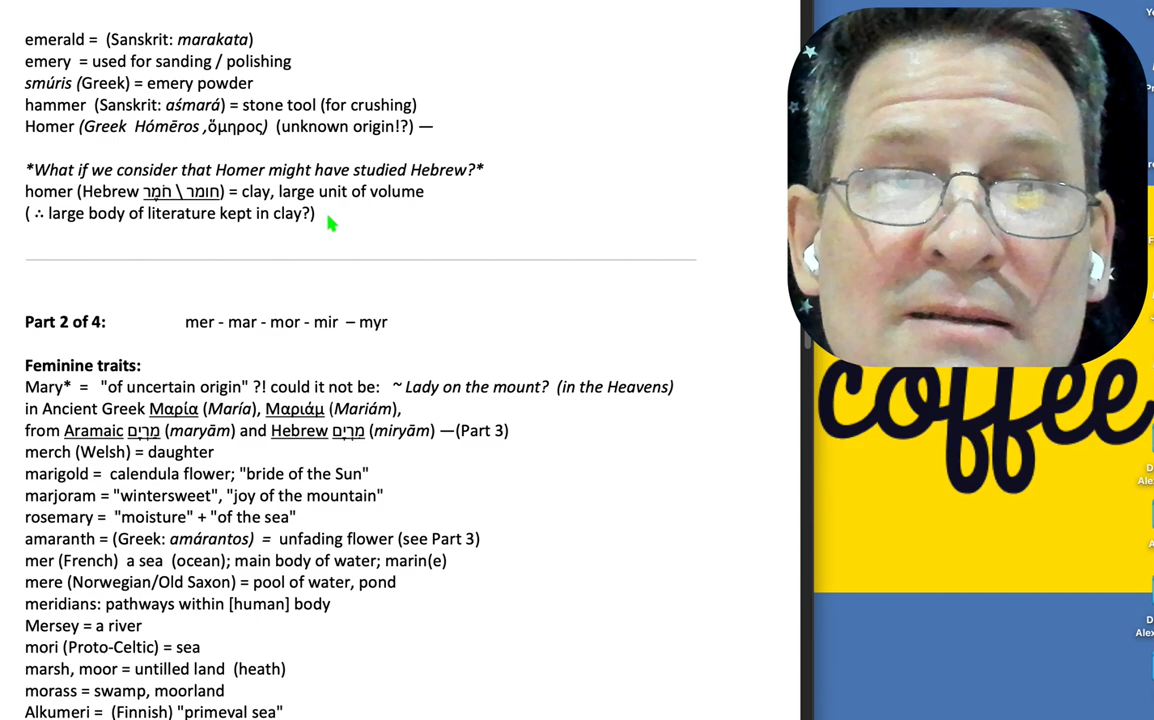 emerald =  (Sanskrit: marakata)
emery  = used for sanding / polishing
smúris (Greek) = emery powder
hammer  (Sanskrit: aśmará) = stone tool (for crushing)
Homer (Greek  Hómēros ,ὅμηρος)  (unknown origin!?) —
*What if we consider that Homer might have studied Hebrew?*
homer (Hebrew חומר \ חֹמֶר) = clay, large unit of volume
( ∴ large body of literature kept in clay?)
Part 2 of 4: mer - mar - mor - mir – myr
Feminine traits:
Mary*  =   "of uncertain origin" ?! could it not be:   ~ Lady on the mount?  (in the Heavens)
in Ancient Greek Μαρία (María), Μαριάμ (Mariám),
from Aramaic מִרְיָם (maryām) and Hebrew מִרְיָם (miryām) —(Part 3)
merch (Welsh) = daughter
marigold =  calendula flower; "bride of the Sun"
marjoram = "wintersweet", "joy of the mountain"
rosemary =  "moisture" + "of the sea"
amaranth = (Greek: amárantos)  =  unfading flower (see Part 3)
mer (French)  a sea  (ocean); main body of water; marin(e)
mere (Norwegian/Old Saxon) = pool of water, pond
meridians: pathways within [human] body
Mersey = a river
mori (Proto-Celtic) = sea
marsh, moor = untilled land  (heath)
morass = swamp, moorland
Alkumeri =  (Finnish) "primeval sea"
coffee